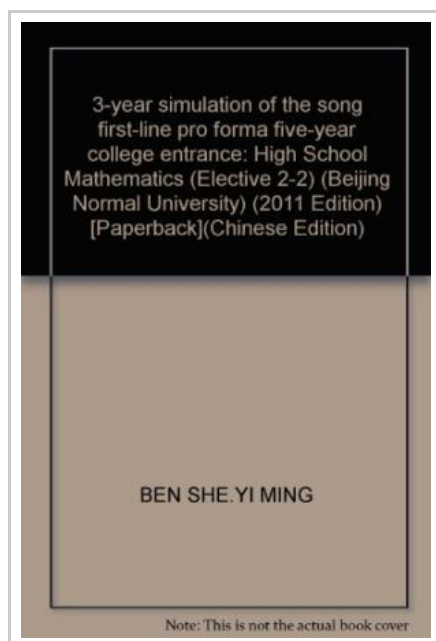 3-year simulation of the song
first-line pro forma five-year
college entrance: High School
Mathematics (Elective 2-2) (Beijing
Normal University) (2011 Edition)
[Paperback](Chinese Edition)
BEN SHE.YI MING
Note: This is not the actual book cover